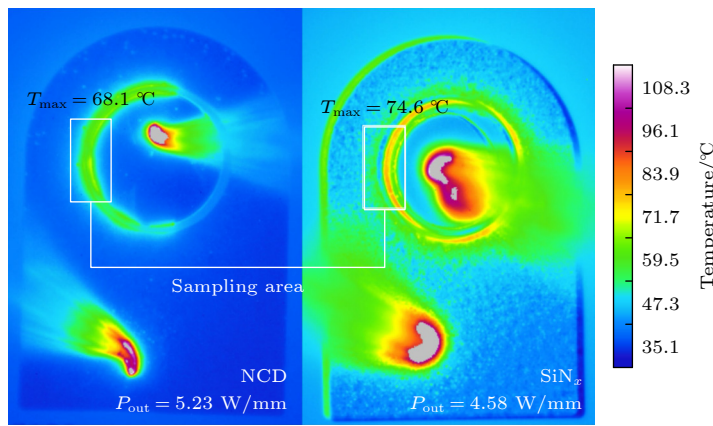 T_max = 68.1 ℃
T_max = 74.6 ℃
Sampling area
NCD
P_out = 5.23 W/mm
SiN_x
P_out = 4.58 W/mm
108.3
96.1
83.9
71.7
59.5
47.3
35.1
Temperature/℃